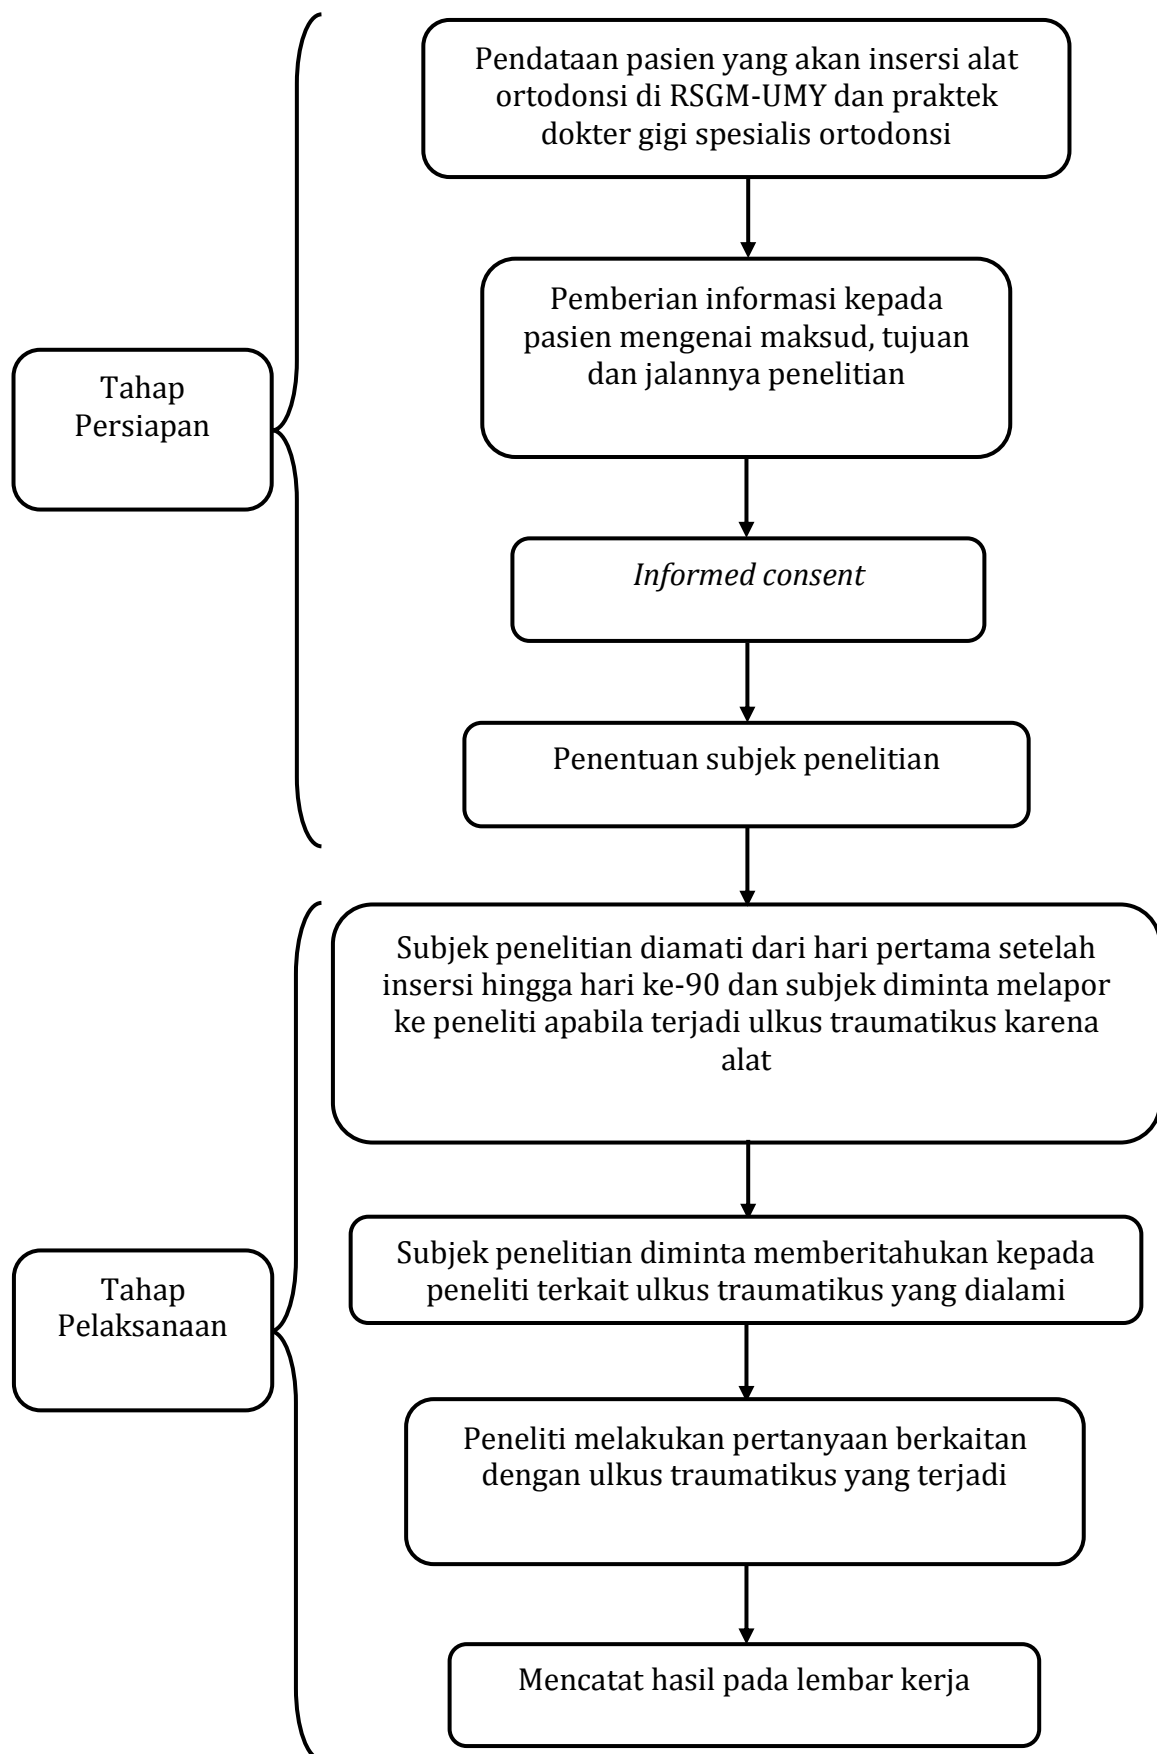 Pendataan pasien yang akan insersi alat
ortodonsi di RSGM-UMY dan praktek
dokter gigi spesialis ortodonsi
Pemberian informasi kepada
pasien mengenai maksud, tujuan
dan jalannya penelitian
Tahap
Persiapan
Informed consent
Penentuan subjek penelitian
Subjek penelitian diamati dari hari pertama setelah
insersi hingga hari ke-90 dan subjek diminta melapor
ke peneliti apabila terjadi ulkus traumatikus karena
alat
Subjek penelitian diminta memberitahukan kepada
peneliti terkait ulkus traumatikus yang dialami
Tahap
Pelaksanaan
Peneliti melakukan pertanyaan berkaitan
dengan ulkus traumatikus yang terjadi
Mencatat hasil pada lembar kerja